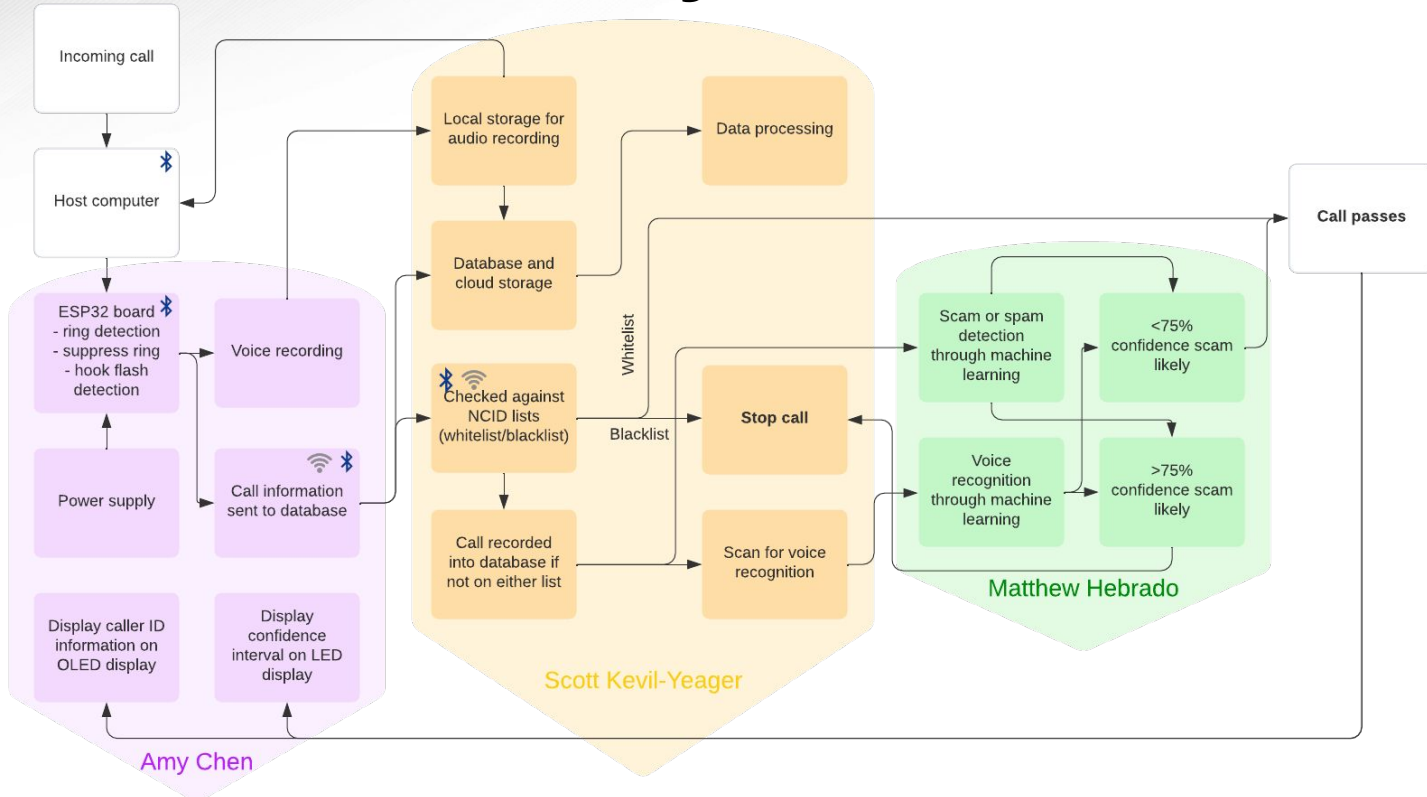 Incoming call
Host computer
ESP32 board
- ring detection
- suppress ring
- hook flash
detection
Voice recording
Power supply
Call information
sent to database
Display caller ID
information on
OLED display
Display
confidence
interval on LED
display
Amy Chen
Local storage for
audio recording
Data processing
Database and
cloud storage
Whitelist
Checked against
NCID lists
(whitelist/blacklist)
Blacklist
Stop call
Call recorded
into database if
not on either list
Scan for voice
recognition
Scott Kevil-Yeager
Scam or spam
detection
through machine
learning
<75%
confidence scam
likely
Voice
recognition
through machine
learning
>75%
confidence scam
likely
Matthew Hebrado
Call passes